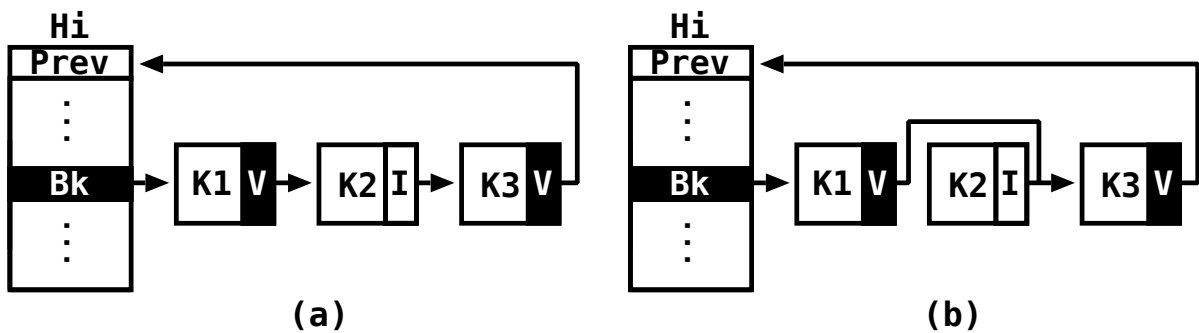 Hi
Prev
⋮
Bk
K1 V
K2 I
K3 V
⋮
(a)
Hi
Prev
⋮
Bk
K1 V
K2 I
K3 V
⋮
(b)